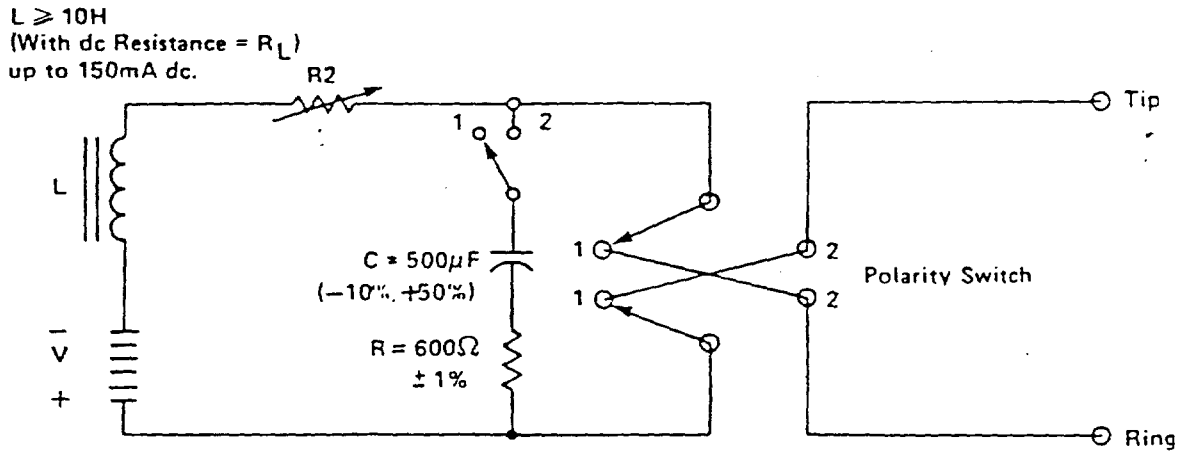 L ⩾ 10H
(With dc Resistance = RL)
up to 150mA dc.
R2
Tip
1
2
L
1
2
C = 500μF
(−10%, +50%)
Polarity Switch
1
2
V
−
+
R = 600Ω
± 1%
Ring